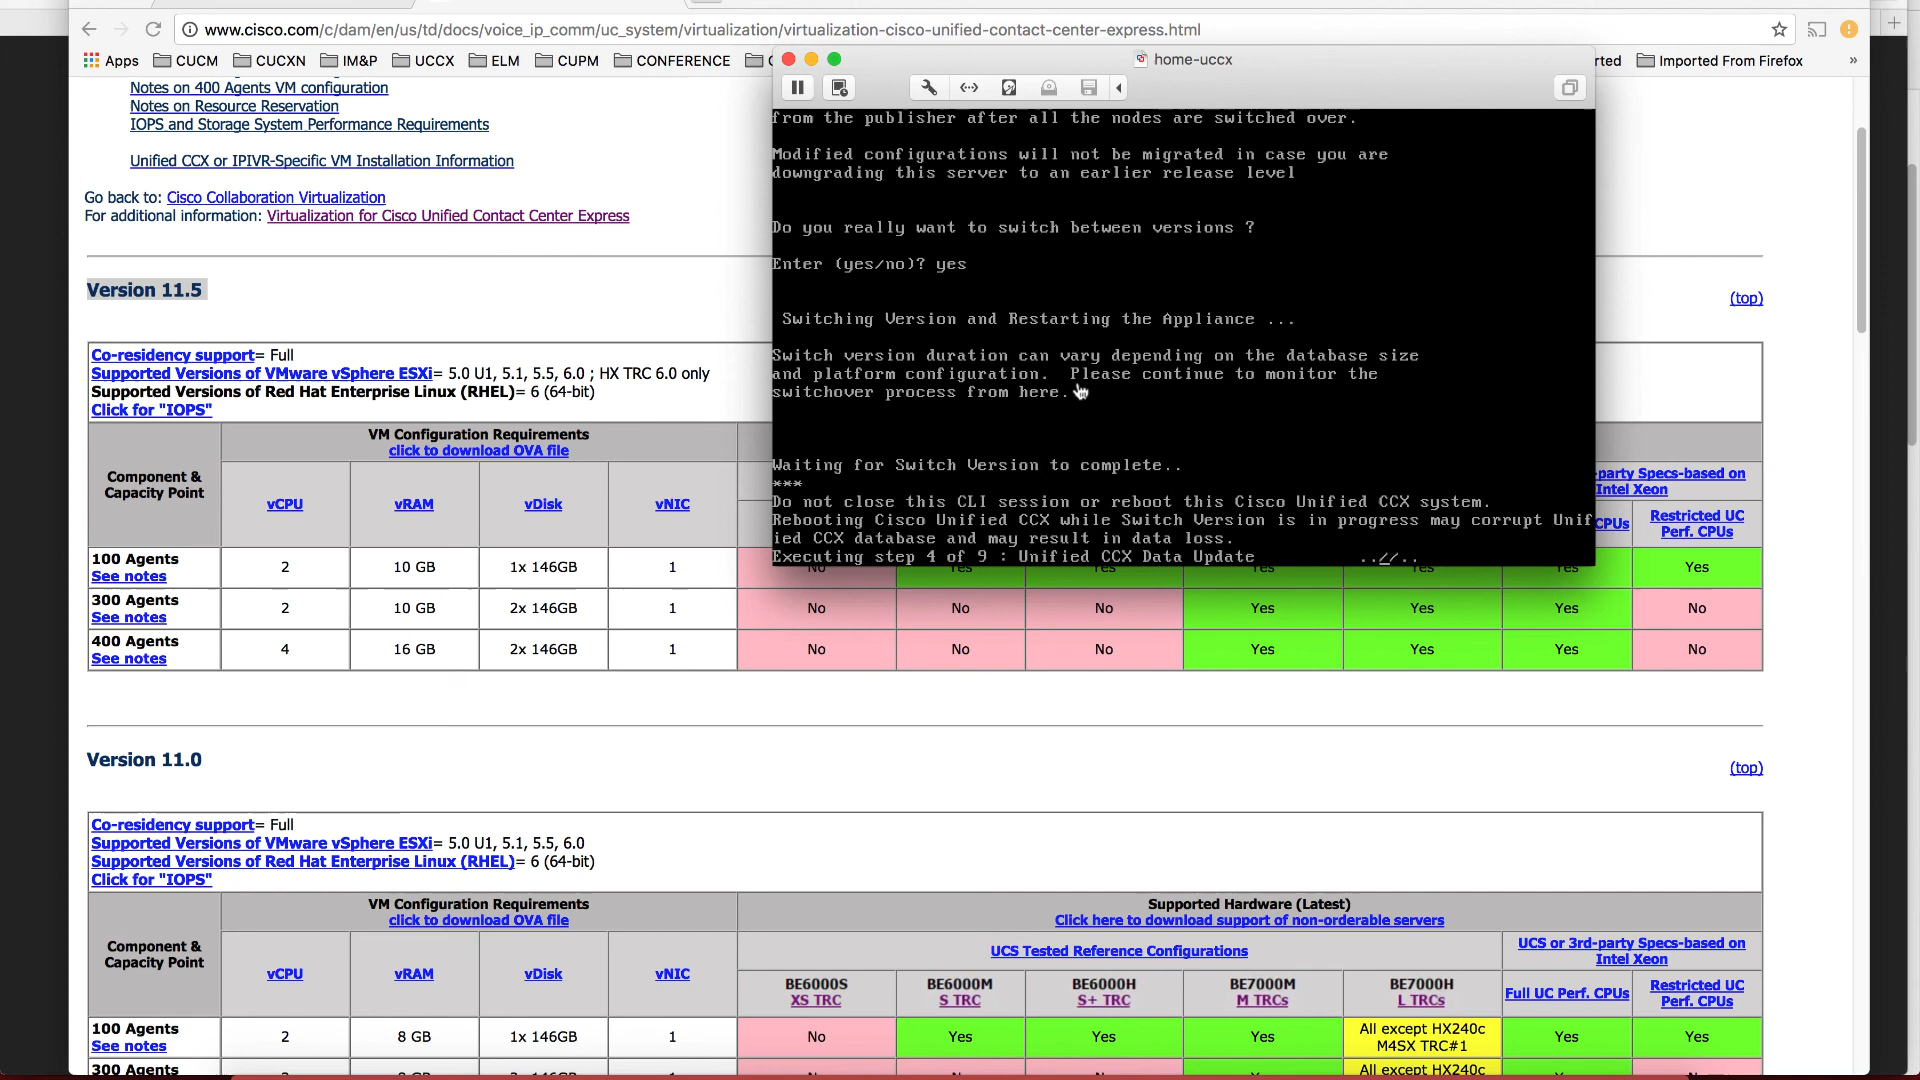 www.cisco.com/c/dam/en/us/td/docs/voice_ip_comm/uc_system/virtualization/virtualization-cisco-unified-contact-center-express.html
Apps CUCM CUCXN IM&P UCCX ELM CUPM CONFERENCE
Imported From Firefox »
home-uccx
Notes on 400 Agents VM configuration
Notes on Resource Reservation
IOPS and Storage System Performance Requirements
Unified CCX or IPIVR-Specific VM Installation Information
Go back to: Cisco Collaboration Virtualization
For additional information: Virtualization for Cisco Unified Contact Center Express
from the publisher after all the nodes are switched over.
Modified configurations will not be migrated in case you are
downgrading this server to an earlier release level
Do you really want to switch between versions ?
Enter (yes/no)? yes
Switching Version and Restarting the Appliance ...
Switch version duration can vary depending on the database size
and platform configuration.  Please continue to monitor the
switchover process from here.
Waiting for Switch Version to complete..
***
Do not close this CLI session or reboot this Cisco Unified CCX system.
Rebooting Cisco Unified CCX while Switch Version is in progress may corrupt Unif
ied CCX database and may result in data loss.
Executing step 4 of 9 : Unified CCX Data Update ..//..
Version 11.5
(top)
Co-residency support= Full
Supported Versions of VMware vSphere ESXi= 5.0 U1, 5.1, 5.5, 6.0 ; HX TRC 6.0 only
Supported Versions of Red Hat Enterprise Linux (RHEL)= 6 (64-bit)
Click for "IOPS"
Component &
Capacity Point
VM Configuration Requirements
click to download OVA file
vCPU vRAM vDisk vNIC
-party Specs-based on
Intel Xeon
CPUs
Restricted UC
Perf. CPUs
100 Agents
See notes
2 10 GB 1x 146GB 1 No Yes Yes Yes Yes Yes Yes
300 Agents
See notes
2 10 GB 2x 146GB 1 No No No Yes Yes Yes No
400 Agents
See notes
4 16 GB 2x 146GB 1 No No No Yes Yes Yes No
Version 11.0
(top)
Co-residency support= Full
Supported Versions of VMware vSphere ESXi= 5.0 U1, 5.1, 5.5, 6.0
Supported Versions of Red Hat Enterprise Linux (RHEL)= 6 (64-bit)
Click for "IOPS"
Component &
Capacity Point
VM Configuration Requirements
click to download OVA file
Supported Hardware (Latest)
Click here to download support of non-orderable servers
vCPU vRAM vDisk vNIC
UCS Tested Reference Configurations
UCS or 3rd-party Specs-based on
Intel Xeon
BE6000S
XS TRC
BE6000M
S TRC
BE6000H
S+ TRC
BE7000M
M TRCs
BE7000H
L TRCs
Full UC Perf. CPUs
Restricted UC
Perf. CPUs
100 Agents
See notes
2 8 GB 1x 146GB 1 No Yes Yes Yes
All except HX240c
M4SX TRC#1
Yes Yes
300 Agents
All except HX240c